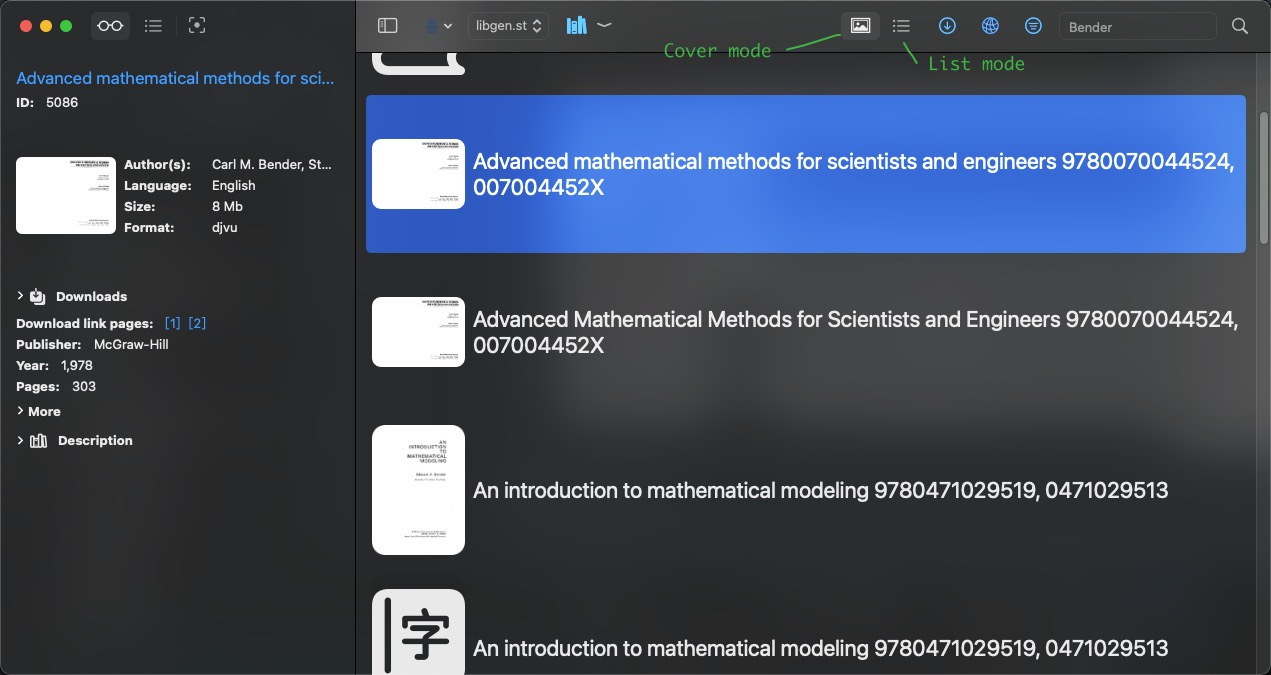 libgen.st
Bender
Cover mode
List mode
Advanced mathematical methods for sci...
ID: 5086
Author(s): Carl M. Bender, St...
Language: English
Size: 8 Mb
Format: djvu
Downloads
Download link pages: [1] [2]
Publisher: McGraw-Hill
Year: 1,978
Pages: 303
More
Description
Advanced mathematical methods for scientists and engineers 9780070044524,
007004452X
Advanced Mathematical Methods for Scientists and Engineers 9780070044524,
007004452X
AN
INTRODUCTION
TO
MATHEMATICAL
MODELING
Edward A. Bender
An introduction to mathematical modeling 9780471029519, 0471029513
字
An introduction to mathematical modeling 9780471029519, 0471029513